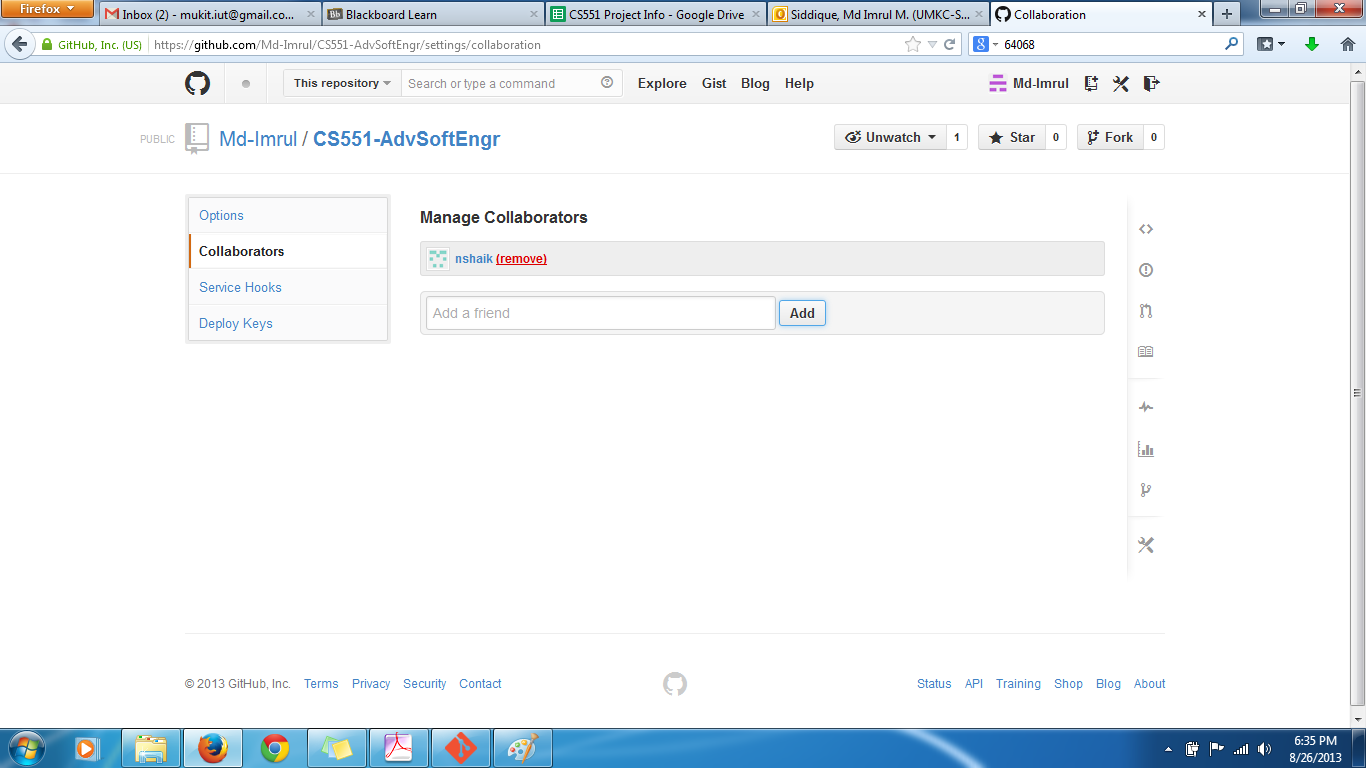 Firefox
Inbox (2) - mukit.iut@gmail.co...
Bb Blackboard Learn
CS551 Project Info - Google Drive
Siddique, Md Imrul M. (UMKC-S...
Collaboration
GitHub, Inc. (US)
https://github.com/Md-Imrul/CS551-AdvSoftEngr/settings/collaboration
64068
This repository
Search or type a command
Explore
Gist
Blog
Help
Md-Imrul
PUBLIC
Md-Imrul / CS551-AdvSoftEngr
Unwatch 1
Star 0
Fork 0
Options
Collaborators
Service Hooks
Deploy Keys
Manage Collaborators
nshaik (remove)
Add a friend
Add
© 2013 GitHub, Inc. Terms Privacy Security Contact
Status API Training Shop Blog About
6:35 PM
8/26/2013